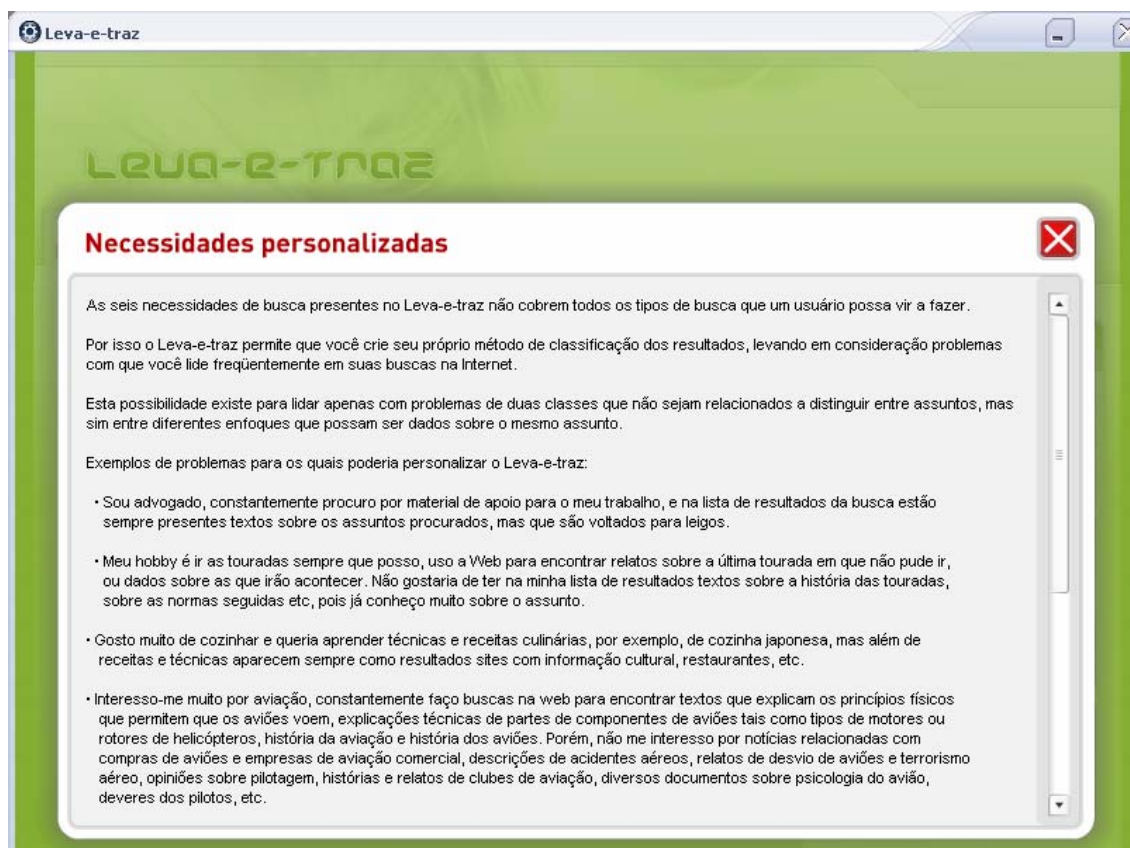 Leva-e-traz
Leva-e-traz
Necessidades personalizadas
As seis necessidades de busca presentes no Leva-e-traz não cobrem todos os tipos de busca que um usuário possa vir a fazer.
Por isso o Leva-e-traz permite que você crie seu próprio método de classificação dos resultados, levando em consideração problemas
com que você lide freqüentemente em suas buscas na Internet.
Esta possibilidade existe para lidar apenas com problemas de duas classes que não sejam relacionados a distinguir entre assuntos, mas
sim entre diferentes enfoques que possam ser dados sobre o mesmo assunto.
Exemplos de problemas para os quais poderia personalizar o Leva-e-traz:
• Sou advogado, constantemente procuro por material de apoio para o meu trabalho, e na lista de resultados da busca estão
sempre presentes textos sobre os assuntos procurados, mas que são voltados para leigos.
• Meu hobby é ir as touradas sempre que posso, uso a Web para encontrar relatos sobre a última tourada em que não pude ir,
ou dados sobre as que irão acontecer. Não gostaria de ter na minha lista de resultados textos sobre a história das touradas,
sobre as normas seguidas etc, pois já conheço muito sobre o assunto.
• Gosto muito de cozinhar e queria aprender técnicas e receitas culinárias, por exemplo, de cozinha japonesa, mas além de
receitas e técnicas aparecem sempre como resultados sites com informação cultural, restaurantes, etc.
• Interesso-me muito por aviação, constantemente faço buscas na web para encontrar textos que explicam os princípios físicos
que permitem que os aviões voem, explicações técnicas de partes de componentes de aviões tais como tipos de motores ou
rotores de helicópteros, história da aviação e história dos aviões. Porém, não me interesso por notícias relacionadas com
compras de aviões e empresas de aviação comercial, descrições de acidentes aéreos, relatos de desvio de aviões e terrorismo
aéreo, opiniões sobre pilotagem, histórias e relatos de clubes de aviação, diversos documentos sobre psicologia do avião,
deveres dos pilotos, etc.